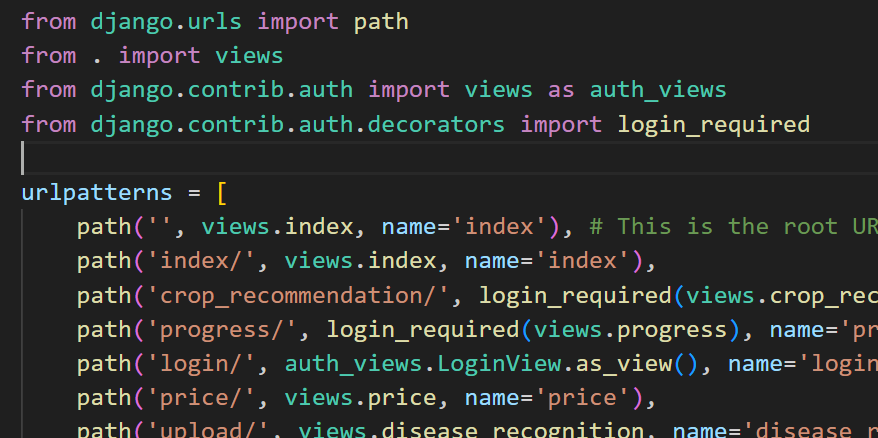 from django.urls import path
from . import views
from django.contrib.auth import views as auth_views
from django.contrib.auth.decorators import login_required
urlpatterns = [
path('', views.index, name='index'), # This is the root UR
path('index/', views.index, name='index'),
path('crop_recommendation/', login_required(views.crop_rec
path('progress/', login_required(views.progress), name='pr
path('login/', auth_views.LoginView.as_view(), name='login
path('price/', views.price, name='price'),
path('upload/', views.disease_recognition, name='disease_r